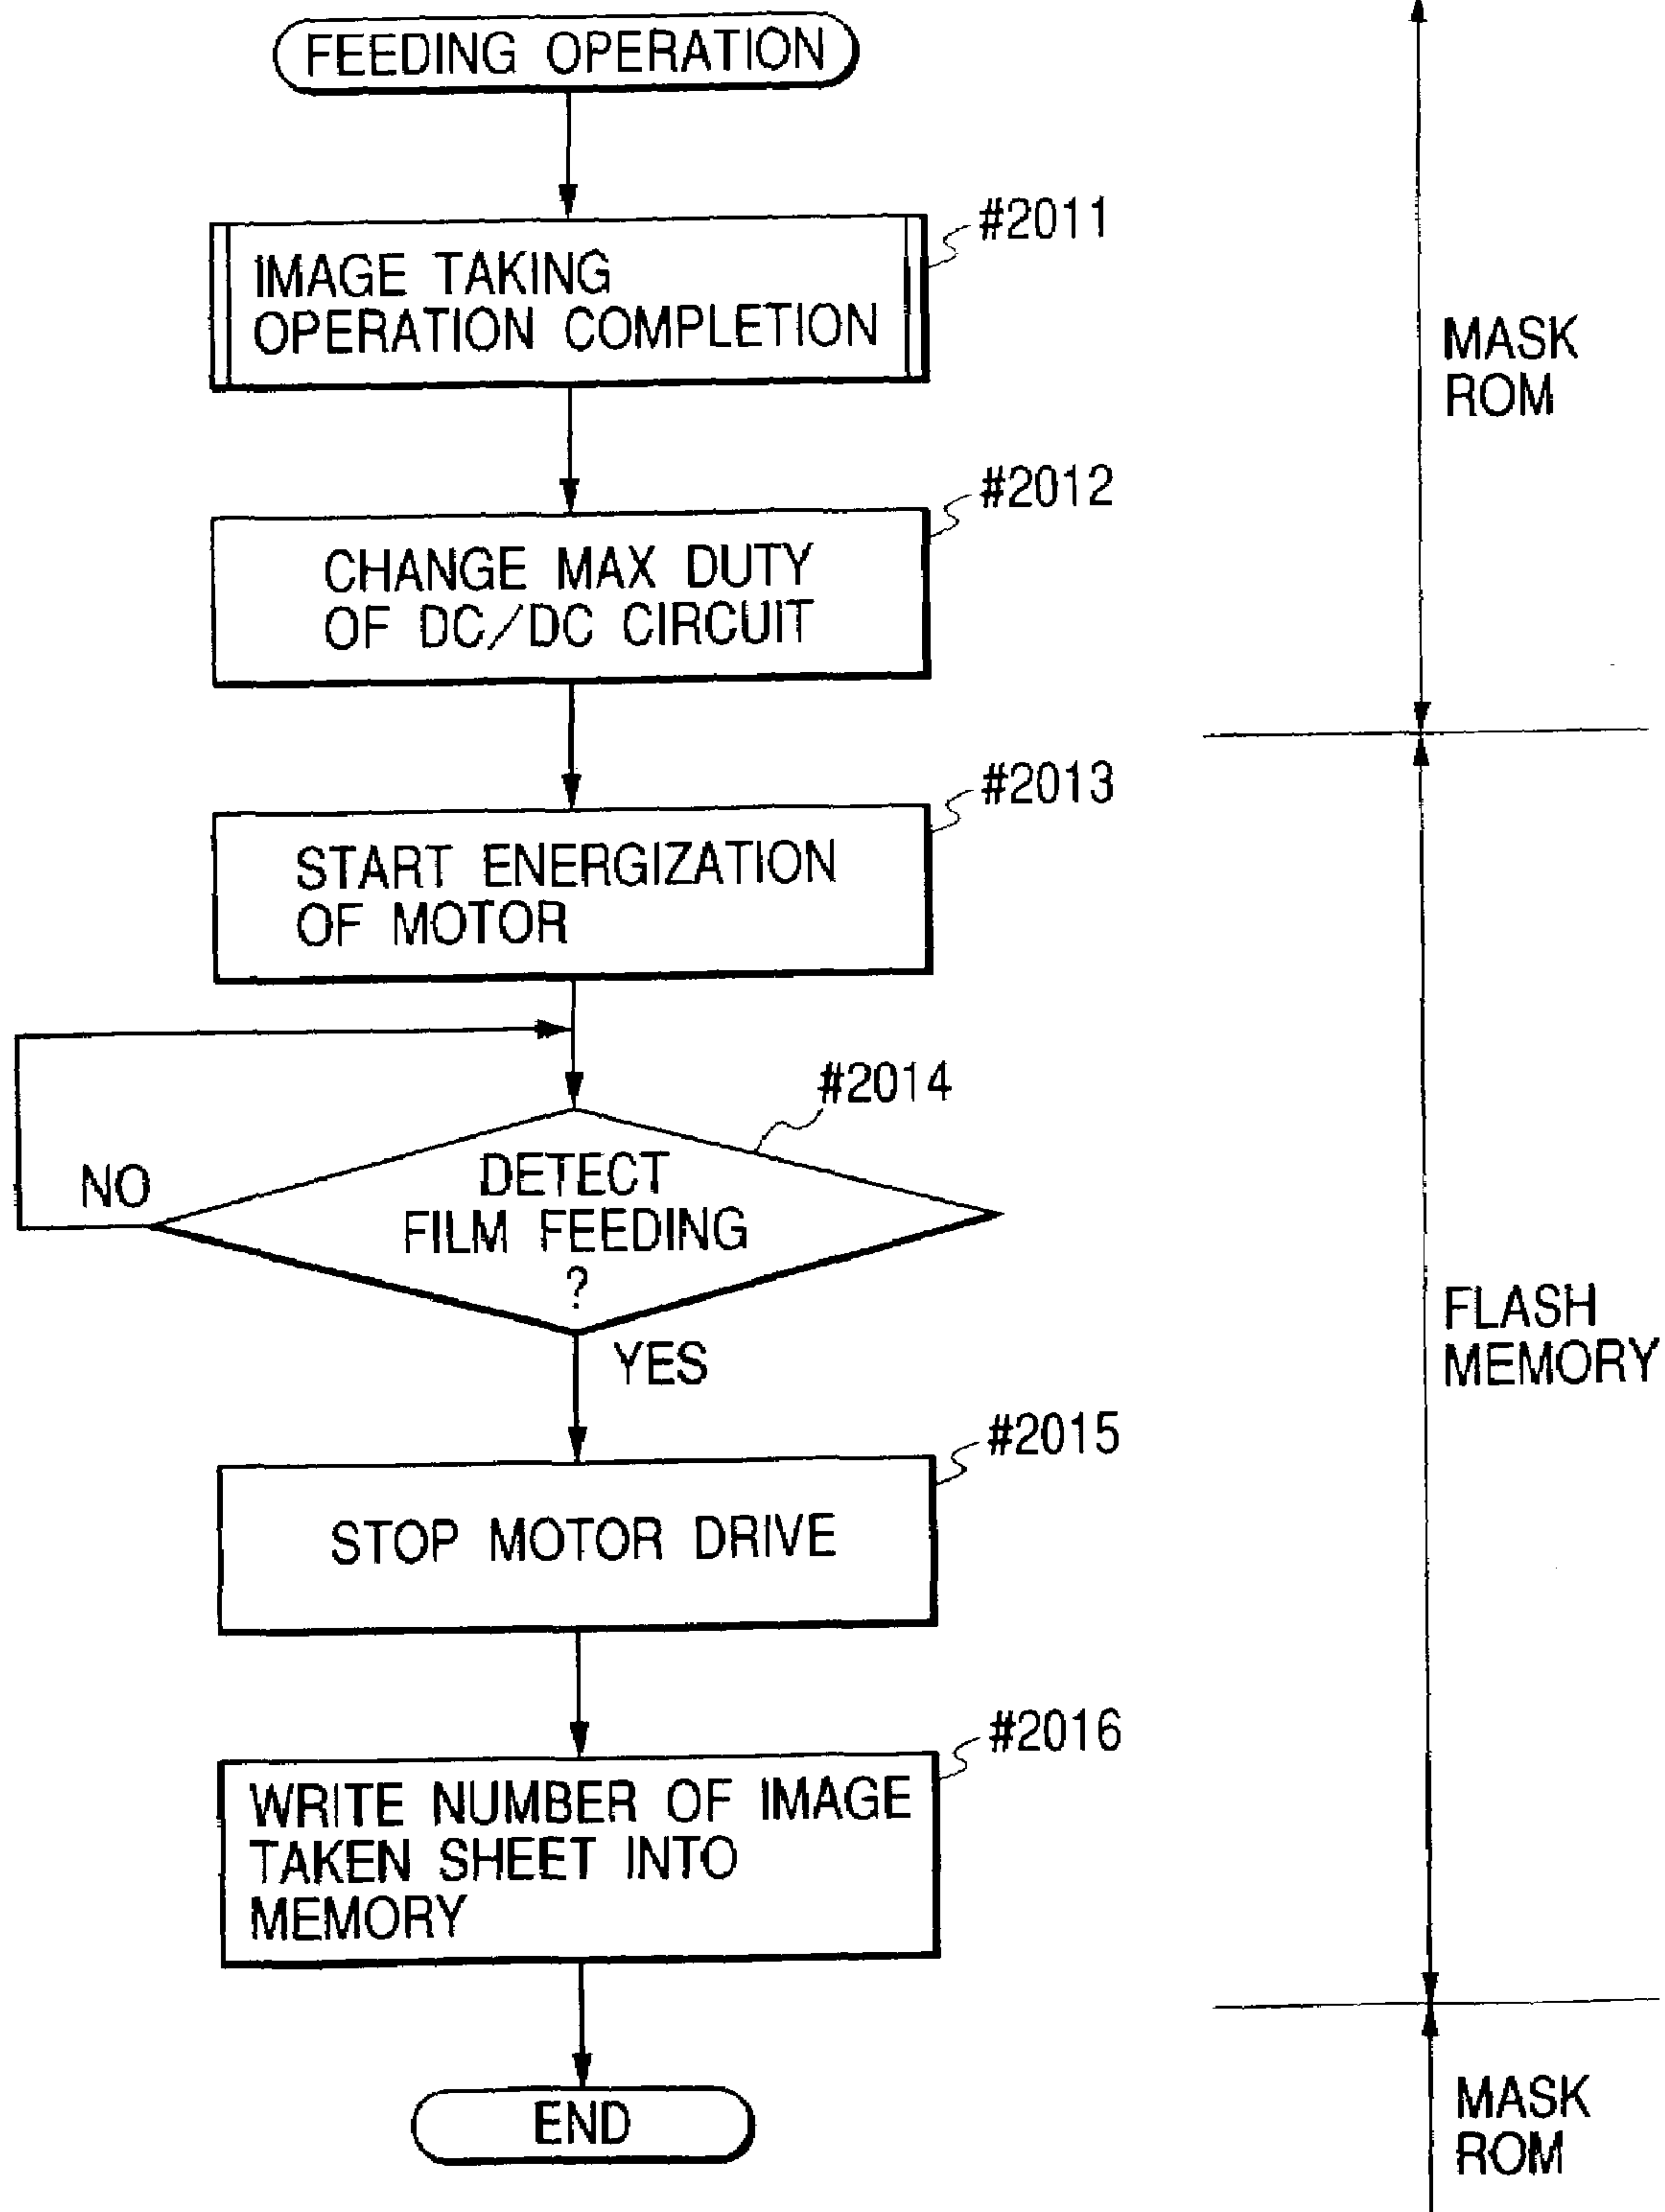 FEEDING OPERATION
#2011
IMAGE TAKING
OPERATION COMPLETION
MASK
ROM
#2012
CHANGE MAX DUTY
OF DC/DC CIRCUIT
#2013
START ENERGIZATION
OF MOTOR
#2014
DETECT
FILM FEEDING
?
NO
YES
FLASH
MEMORY
#2015
STOP MOTOR DRIVE
#2016
WRITE NUMBER OF IMAGE
TAKEN SHEET INTO
MEMORY
END
MASK
ROM